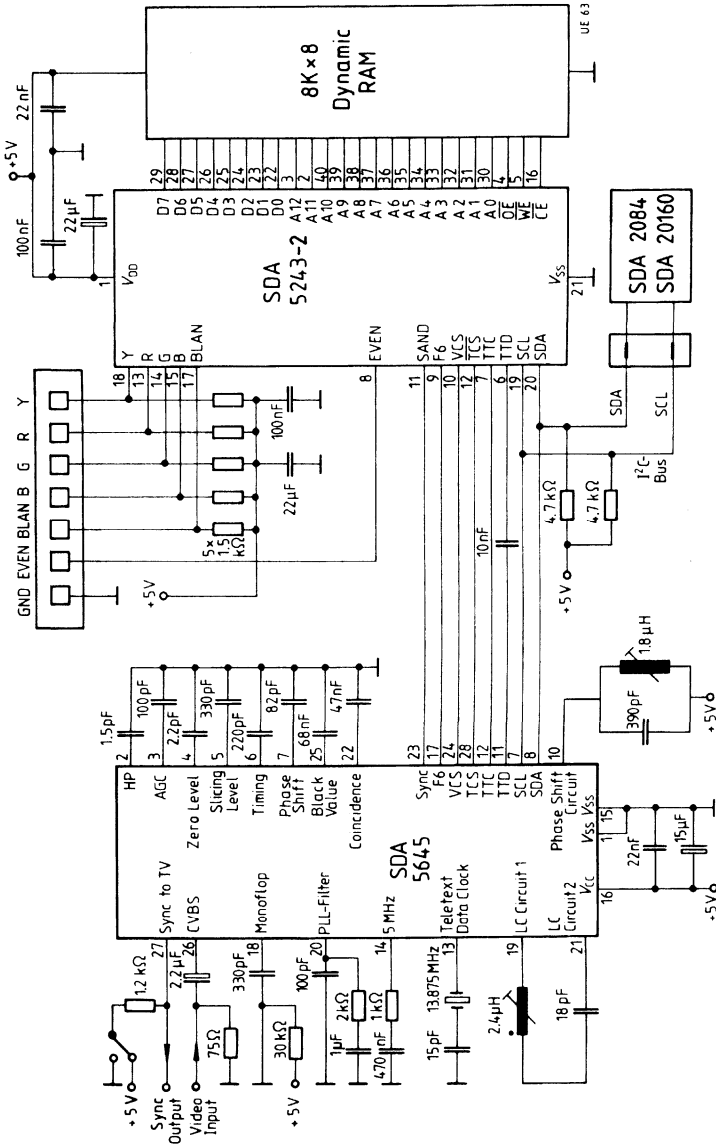 +5V
22 nF
100nF
22µF
8K×8
Dynamic
RAM
UE 63
1
V_DD
SDA
5243-2
D7 29
D6 28
D5 27
D4 26
D3 25
D2 24
D1 23
D0 22
A12 3
A11 2
A10 40
A9 39
A8 38
A7 37
A6 36
A5 35
A4 34
A3 33
A2 32
A1 31
A0 30
OE 4
WE 5
CE 16
V_SS
21
18 Y
13 R
14 G
15 B
17 BLAN
8 EVEN
11 SAND
9 F6
10 VCS
12 TCS
7 TTC
6 TTD
19 SCL
20 SDA
GND EVEN BLAN B G R Y
100nF
22µF
5x
1.5
kΩ
+5V
10nF
SDA 2084
SDA 20160
SDA
SCL
I²C-
Bus
4.7 kΩ
4.7 kΩ
+5V
1.5pF
100pF
2.2pF
330pF
220pF
82pF
68nF
47nF
2 HP
3 AGC
4 Zero Level
5 Slicing
Level
6 Timing
7 Phase
Shift
25 Black
Value
22 Coincidence
23 Sync
17 F6
24 VCS
28 TCS
12 TTC
11 TTD
7 SCL
8 SDA
10 Phase Shift
Circuit
1.8µH
390pF
+5V
SDA
5645
Sync to TV
27
CVBS
26
Monoflop
18
PLL-Filter
20
5 MHz
14
Teletext
Data Clock
13
LC Circuit 1
19
LC
Circuit 2
21
V_CC
16
V_SS
1
V_SS
15
22nF
15µF
+5V
1.2 kΩ
2.2 µF
+5V
Sync
Output
Video
Input
75Ω
330pF
30kΩ
+5V
100pF
2kΩ
1µF
1kΩ
470nF
13.875MHz
15pF
2.4µH
18pF